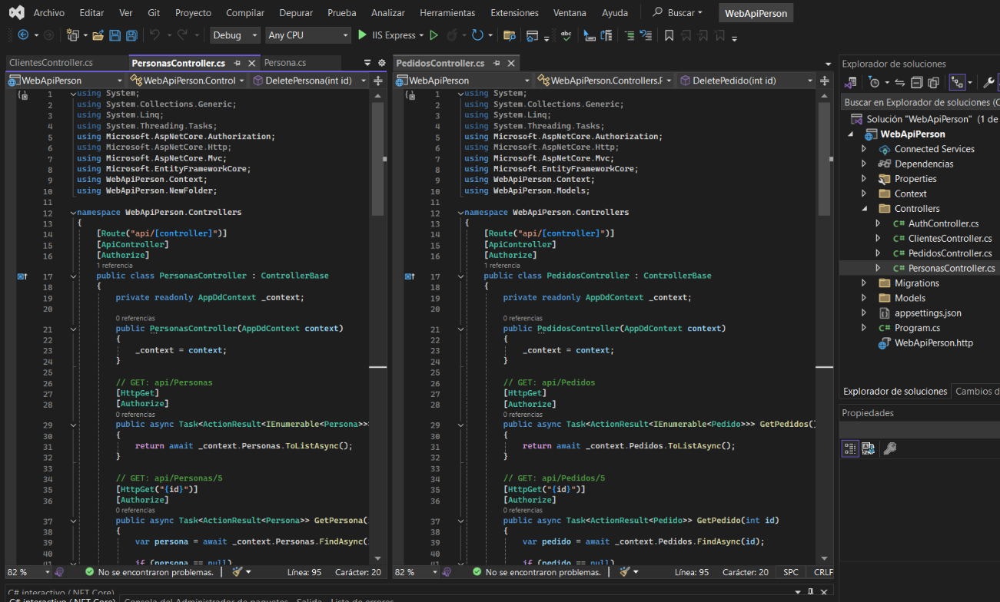 Archivo Editar Ver Git Proyecto Compilar Depurar Prueba Analizar Herramientas Extensiones Ventana Ayuda Buscar WebApiPerson
Debug Any CPU IIS Express
ClientesController.cs PersonasController.cs Persona.cs
WebApiPerson WebApiPerson.Control DeletePersona(int id)
1 using System;
2 using System.Collections.Generic;
3 using System.Linq;
4 using System.Threading.Tasks;
5 using Microsoft.AspNetCore.Authorization;
6 using Microsoft.AspNetCore.Http;
7 using Microsoft.AspNetCore.Mvc;
8 using Microsoft.EntityFrameworkCore;
9 using WebApiPerson.Context;
10 using WebApiPerson.NewFolder;
11
12 namespace WebApiPerson.Controllers
13 {
14 [Route("api/[controller]")]
15 [ApiController]
16 [Authorize]
1 referencia
17 public class PersonasController : ControllerBase
18 {
19 private readonly AppDdContext _context;
20
0 referencias
21 public PersonasController(AppDdContext context)
22 {
23 _context = context;
24 }
25
26 // GET: api/Personas
27 [HttpGet]
28 [Authorize]
0 referencias
29 public async Task<ActionResult<IEnumerable<Persona>>
30 {
31 return await _context.Personas.ToListAsync();
32 }
33
34 // GET: api/Personas/5
35 [HttpGet("{id}")]
36 [Authorize]
0 referencias
37 public async Task<ActionResult<Persona>> GetPersona(
38 {
39 var persona = await _context.Personas.FindAsync(
40
41 if (persona == null)
82 % No se encontraron problemas. Línea: 95 Carácter: 20
PedidosController.cs
WebApiPerson WebApiPerson.Controllers.F DeletePedido(int id)
1 using System;
2 using System.Collections.Generic;
3 using System.Linq;
4 using System.Threading.Tasks;
5 using Microsoft.AspNetCore.Authorization;
6 using Microsoft.AspNetCore.Http;
7 using Microsoft.AspNetCore.Mvc;
8 using Microsoft.EntityFrameworkCore;
9 using WebApiPerson.Context;
10 using WebApiPerson.Models;
11
12 namespace WebApiPerson.Controllers
13 {
14 [Route("api/[controller]")]
15 [ApiController]
16 [Authorize]
1 referencia
17 public class PedidosController : ControllerBase
18 {
19 private readonly AppDdContext _context;
20
0 referencias
21 public PedidosController(AppDdContext context)
22 {
23 _context = context;
24 }
25
26 // GET: api/Pedidos
27 [HttpGet]
28 [Authorize]
0 referencias
29 public async Task<ActionResult<IEnumerable<Pedido>>> GetPedidos()
30 {
31 return await _context.Pedidos.ToListAsync();
32 }
33
34 // GET: api/Pedidos/5
35 [HttpGet("{id}")]
36 [Authorize]
0 referencias
37 public async Task<ActionResult<Pedido>> GetPedido(int id)
38 {
39 var pedido = await _context.Pedidos.FindAsync(id);
40
41 if (pedido == null)
82 % No se encontraron problemas. Línea: 95 Carácter: 20 SPC CRLF
Explorador de soluciones
Buscar en Explorador de soluciones (C
Solución "WebApiPerson" (1 de
WebApiPerson
Connected Services
Dependencias
Properties
Context
Controllers
C# AuthController.cs
C# ClientesController.cs
C# PedidosController.cs
C# PersonasController.cs
Migrations
Models
appsettings.json
C# Program.cs
WebApiPerson.http
Explorador de soluciones Cambios d
Propiedades
C# interactivo (.NET Core)
C# interactivo (.NET Core) Consola del Administrador de paquetes Salida Lista de errores